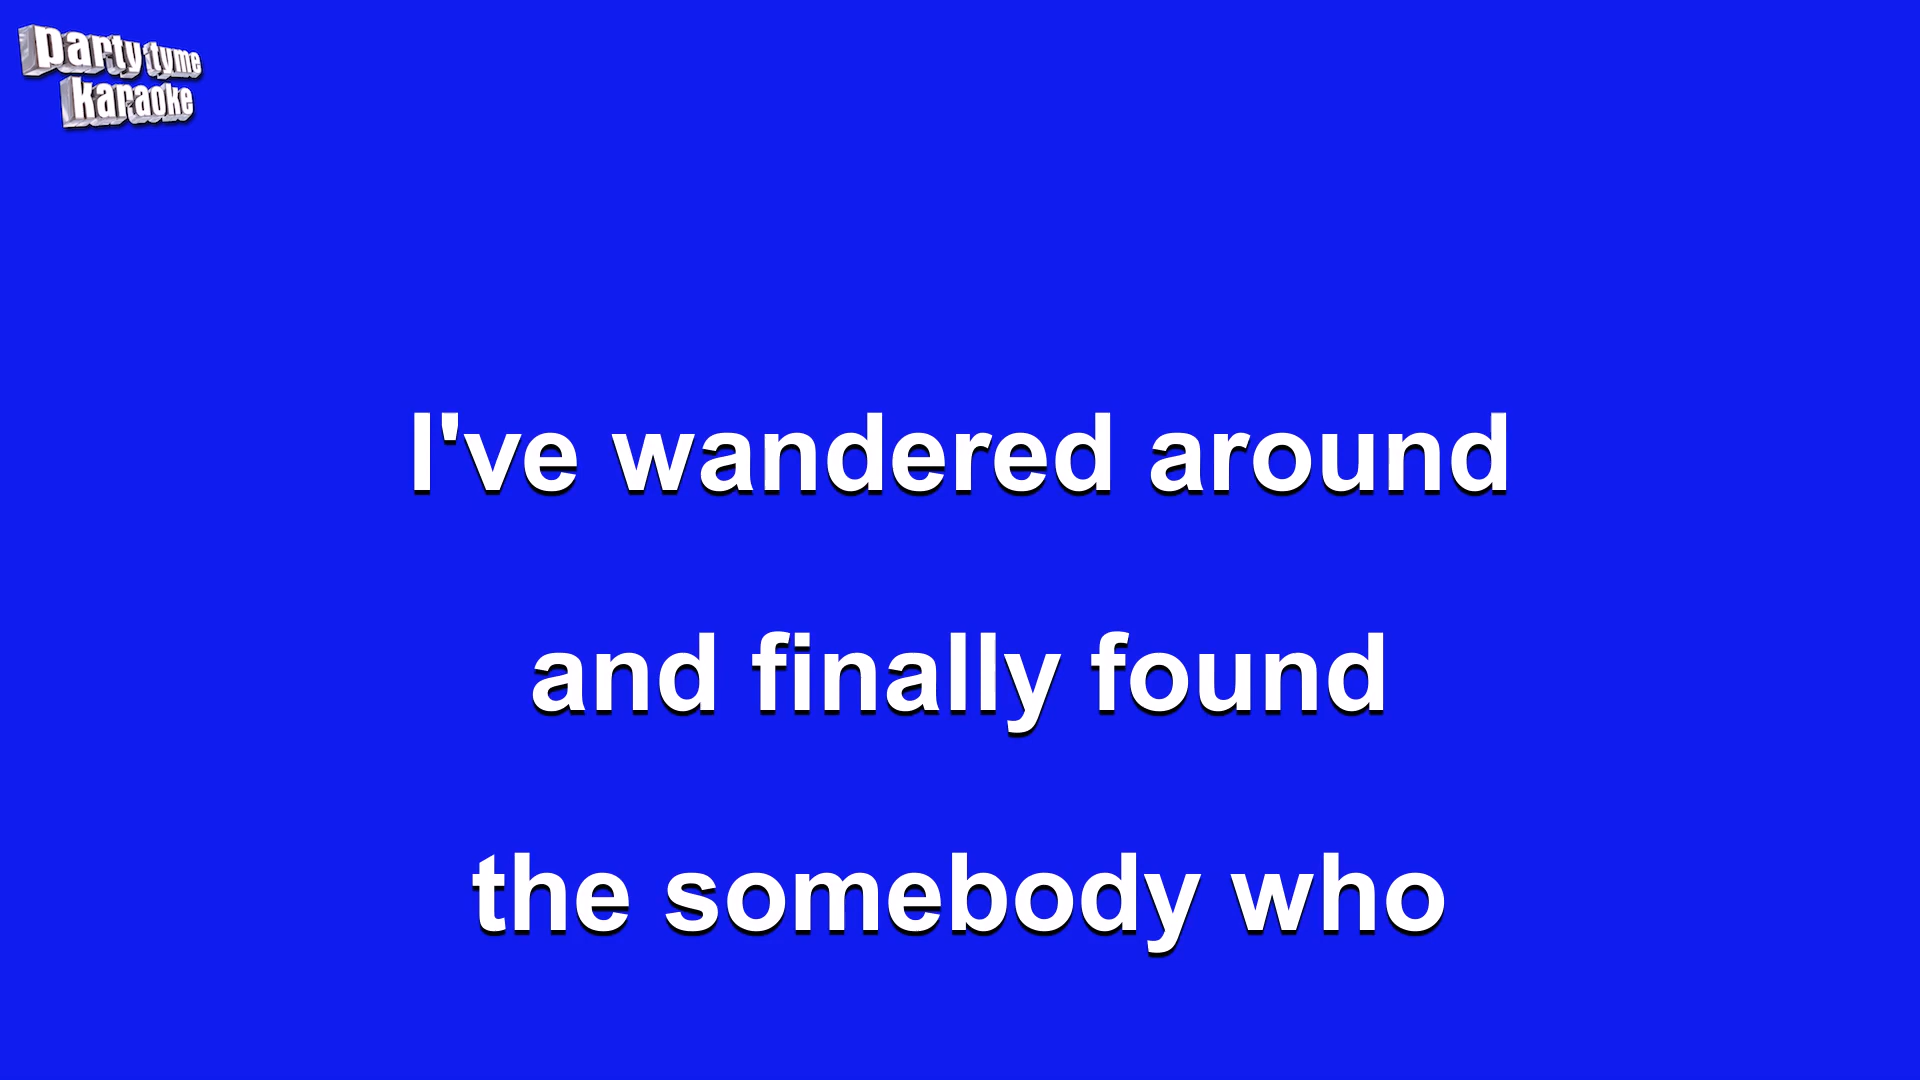 party tyme
karaoke
I've wandered around
and finally found
the somebody who